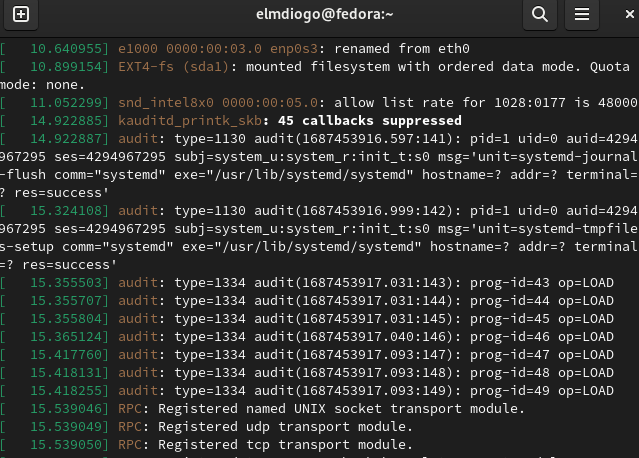 elmdiogo@fedora:~
[   10.640955] e1000 0000:00:03.0 enp0s3: renamed from eth0
[   10.899154] EXT4-fs (sda1): mounted filesystem with ordered data mode. Quota
mode: none.
[   11.052299] snd_intel8x0 0000:00:05.0: allow list rate for 1028:0177 is 48000
[   14.922885] kauditd_printk_skb: 45 callbacks suppressed
[   14.922887] audit: type=1130 audit(1687453916.597:141): pid=1 uid=0 auid=4294
967295 ses=4294967295 subj=system_u:system_r:init_t:s0 msg='unit=systemd-journal
-flush comm="systemd" exe="/usr/lib/systemd/systemd" hostname=? addr=? terminal=
? res=success'
[   15.324108] audit: type=1130 audit(1687453916.999:142): pid=1 uid=0 auid=4294
967295 ses=4294967295 subj=system_u:system_r:init_t:s0 msg='unit=systemd-tmpfile
s-setup comm="systemd" exe="/usr/lib/systemd/systemd" hostname=? addr=? terminal
=? res=success'
[   15.355503] audit: type=1334 audit(1687453917.031:143): prog-id=43 op=LOAD
[   15.355707] audit: type=1334 audit(1687453917.031:144): prog-id=44 op=LOAD
[   15.355804] audit: type=1334 audit(1687453917.031:145): prog-id=45 op=LOAD
[   15.365124] audit: type=1334 audit(1687453917.040:146): prog-id=46 op=LOAD
[   15.417760] audit: type=1334 audit(1687453917.093:147): prog-id=47 op=LOAD
[   15.418131] audit: type=1334 audit(1687453917.093:148): prog-id=48 op=LOAD
[   15.418255] audit: type=1334 audit(1687453917.093:149): prog-id=49 op=LOAD
[   15.539046] RPC: Registered named UNIX socket transport module.
[   15.539049] RPC: Registered udp transport module.
[   15.539050] RPC: Registered tcp transport module.